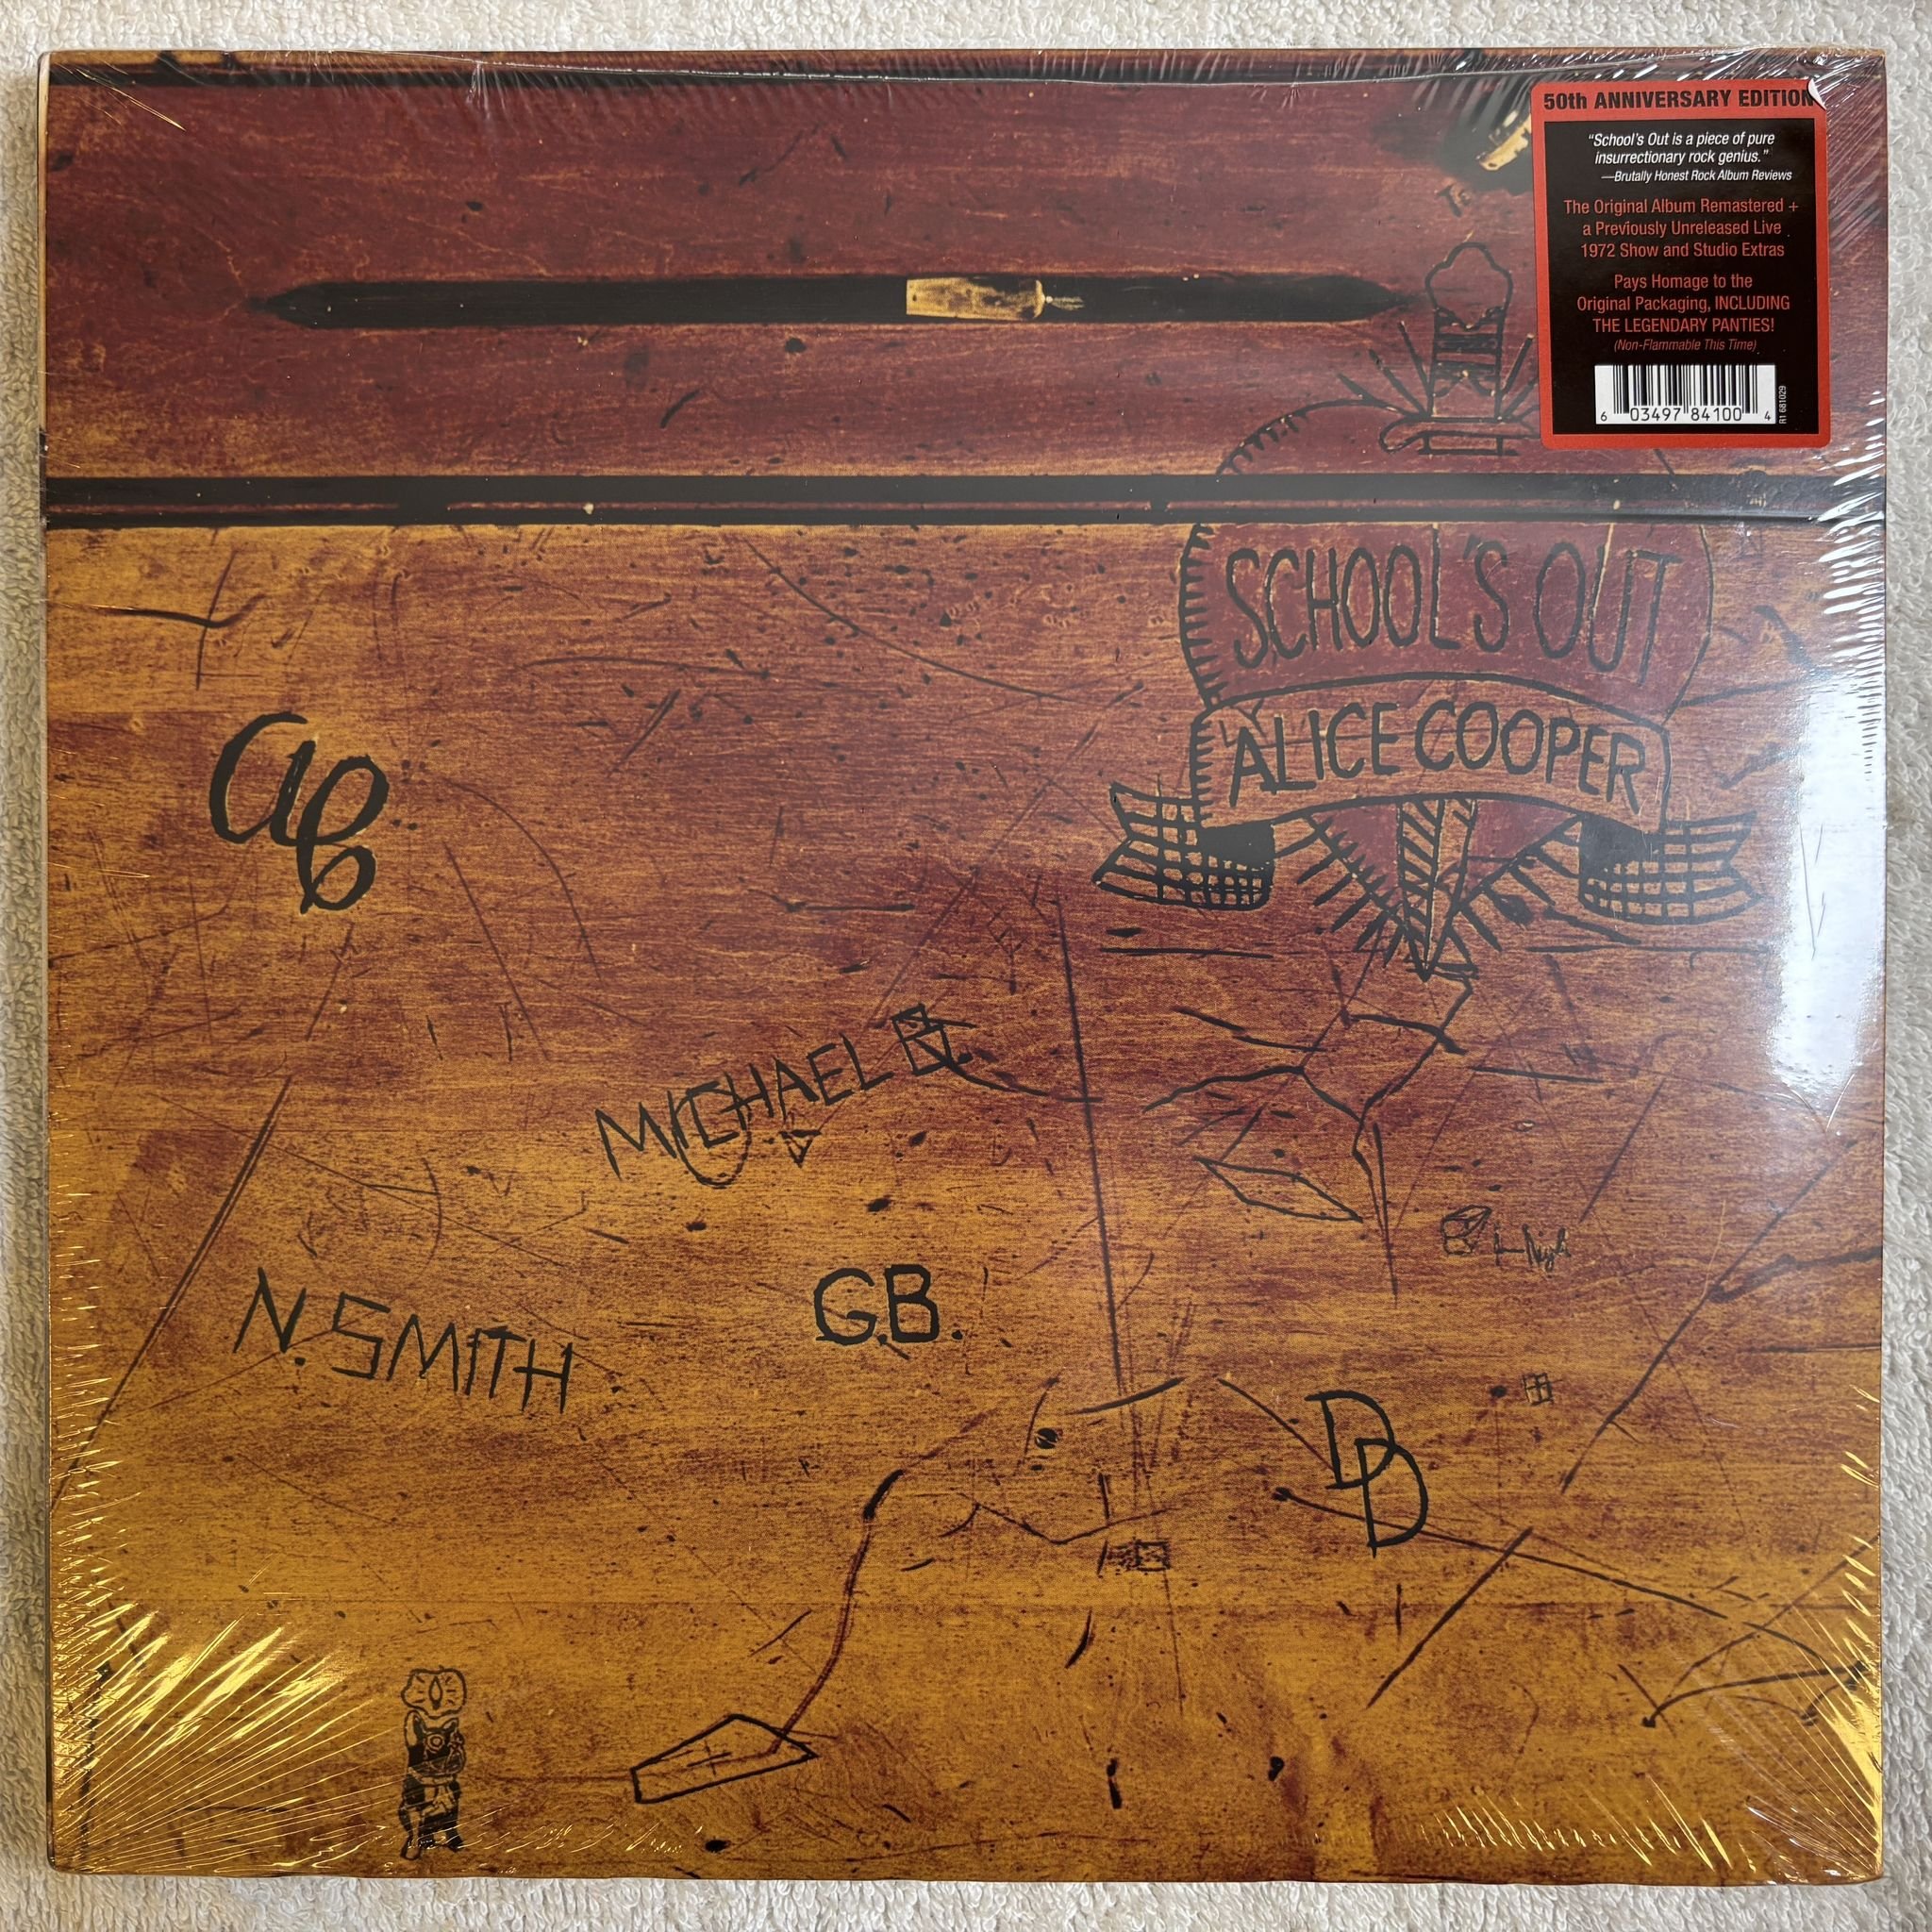 50th ANNIVERSARY EDITION
"School's Out is a piece of pure
insurrectionary rock genius."
—Brutally Honest Rock Album Reviews
The Original Album Remastered +
a Previously Unreleased Live
1972 Show and Studio Extras
Pays Homage to the
Original Packaging, INCLUDING
THE LEGENDARY PANTIES!
(Non-Flammable This Time)
6 03497 84100 4
R1 681029
SCHOOL'S OUT
ALICE COOPER
ac
MICHAEL B.
N. SMITH
G.B.
DD